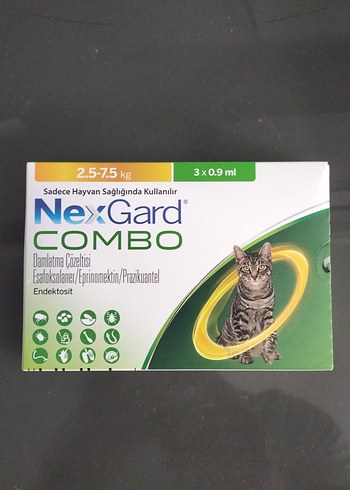 2.5-7.5 kg
3 x 0.9 ml
Sadece Hayvan Sağlığında Kullanılır
NexGard®
COMBO
Damlatma Çözeltisi
Esafoksolaner/Eprinomektin/Prazikuantel
Endektosit